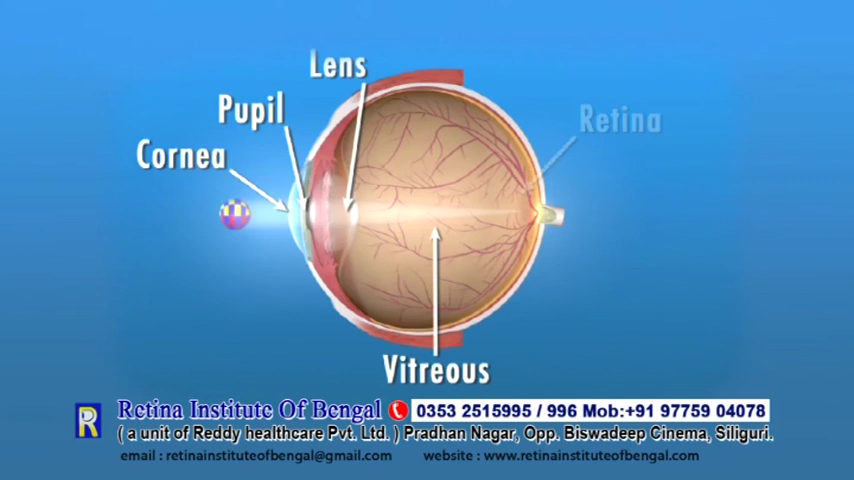 Lens
Pupil
Retina
Cornea
Vitreous
R Retina Institute Of Bengal 0353 2515995 / 996 Mob:+91 97759 04078
( a unit of Reddy healthcare Pvt. Ltd. ) Pradhan Nagar, Opp. Biswadeep Cinema, Siliguri.
email : retinainstituteofbengal@gmail.com website : www.retinainstituteofbengal.com